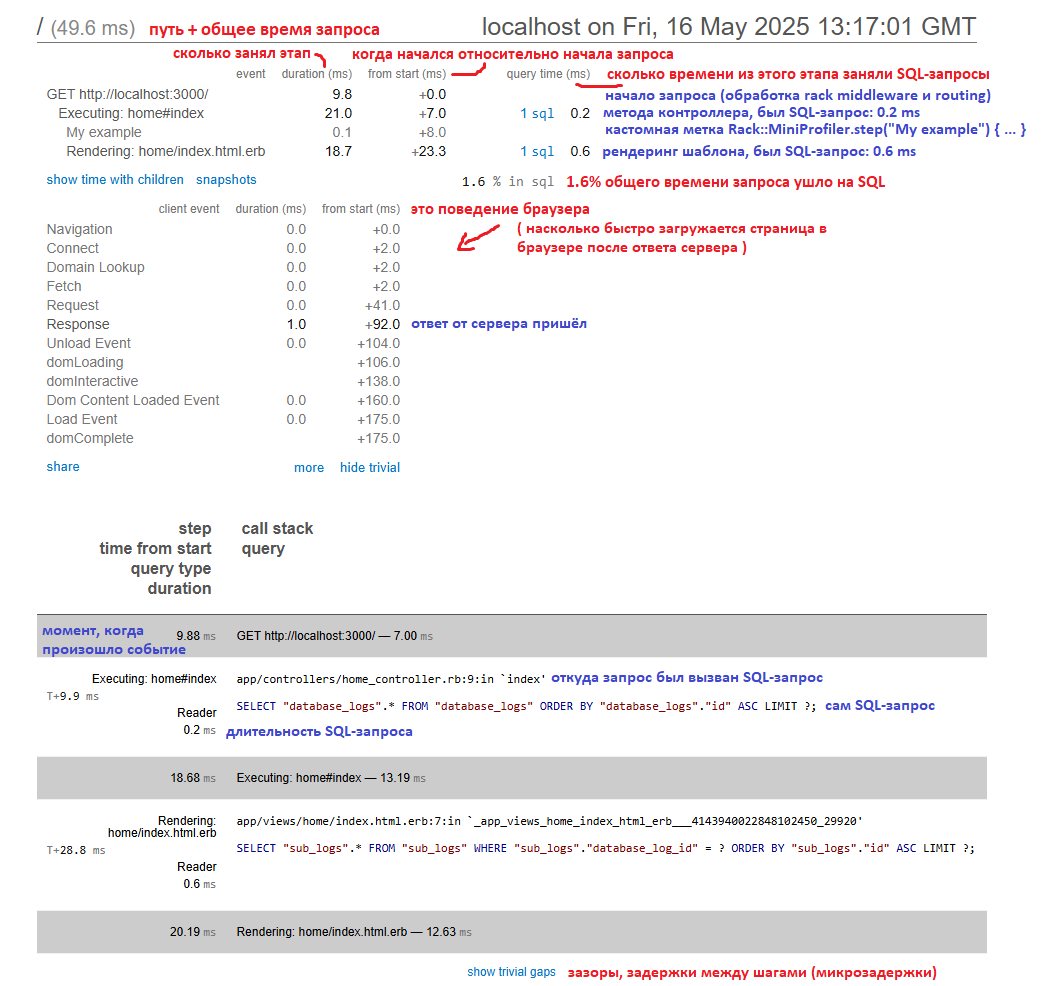 / (49.6 ms) путь + общее время запроса localhost on Fri, 16 May 2025 13:17:01 GMT
сколько занял этап когда начался относительно начала запроса
event duration (ms) from start (ms) query time (ms) сколько времени из этого этапа заняли SQL-запросы
GET http://localhost:3000/ 9.8 +0.0 начало запроса (обработка rack middleware и routing)
Executing: home#index 21.0 +7.0 1 sql 0.2 метода контроллера, был SQL-запрос: 0.2 ms
My example 0.1 +8.0 кастомная метка Rack::MiniProfiler.step("My example") { ... }
Rendering: home/index.html.erb 18.7 +23.3 1 sql 0.6 рендеринг шаблона, был SQL-запрос: 0.6 ms
show time with children snapshots 1.6 % in sql 1.6% общего времени запроса ушло на SQL
client event duration (ms) from start (ms) это поведение браузера
Navigation 0.0 +0.0 ( насколько быстро загружается страница в
Connect 0.0 +2.0 браузере после ответа сервера )
Domain Lookup 0.0 +2.0
Fetch 0.0 +2.0
Request 0.0 +41.0
Response 1.0 +92.0 ответ от сервера пришёл
Unload Event 0.0 +104.0
domLoading +106.0
domInteractive +138.0
Dom Content Loaded Event 0.0 +160.0
Load Event 0.0 +175.0
domComplete +175.0
share more hide trivial
step call stack
time from start query
query type
duration
момент, когда 9.88 ms GET http://localhost:3000/ — 7.00 ms
произошло событие
Executing: home#index app/controllers/home_controller.rb:9:in `index' откуда запрос был вызван SQL-запрос
T+9.9 ms
Reader SELECT "database_logs".* FROM "database_logs" ORDER BY "database_logs"."id" ASC LIMIT ?; сам SQL-запрос
0.2 ms длительность SQL-запроса
18.68 ms Executing: home#index — 13.19 ms
Rendering: app/views/home/index.html.erb:7:in `_app_views_home_index_html_erb___4143940022848102450_29920'
home/index.html.erb
T+28.8 ms SELECT "sub_logs".* FROM "sub_logs" WHERE "sub_logs"."database_log_id" = ? ORDER BY "sub_logs"."id" ASC LIMIT ?;
Reader
0.6 ms
20.19 ms Rendering: home/index.html.erb — 12.63 ms
show trivial gaps зазоры, задержки между шагами (микрозадержки)